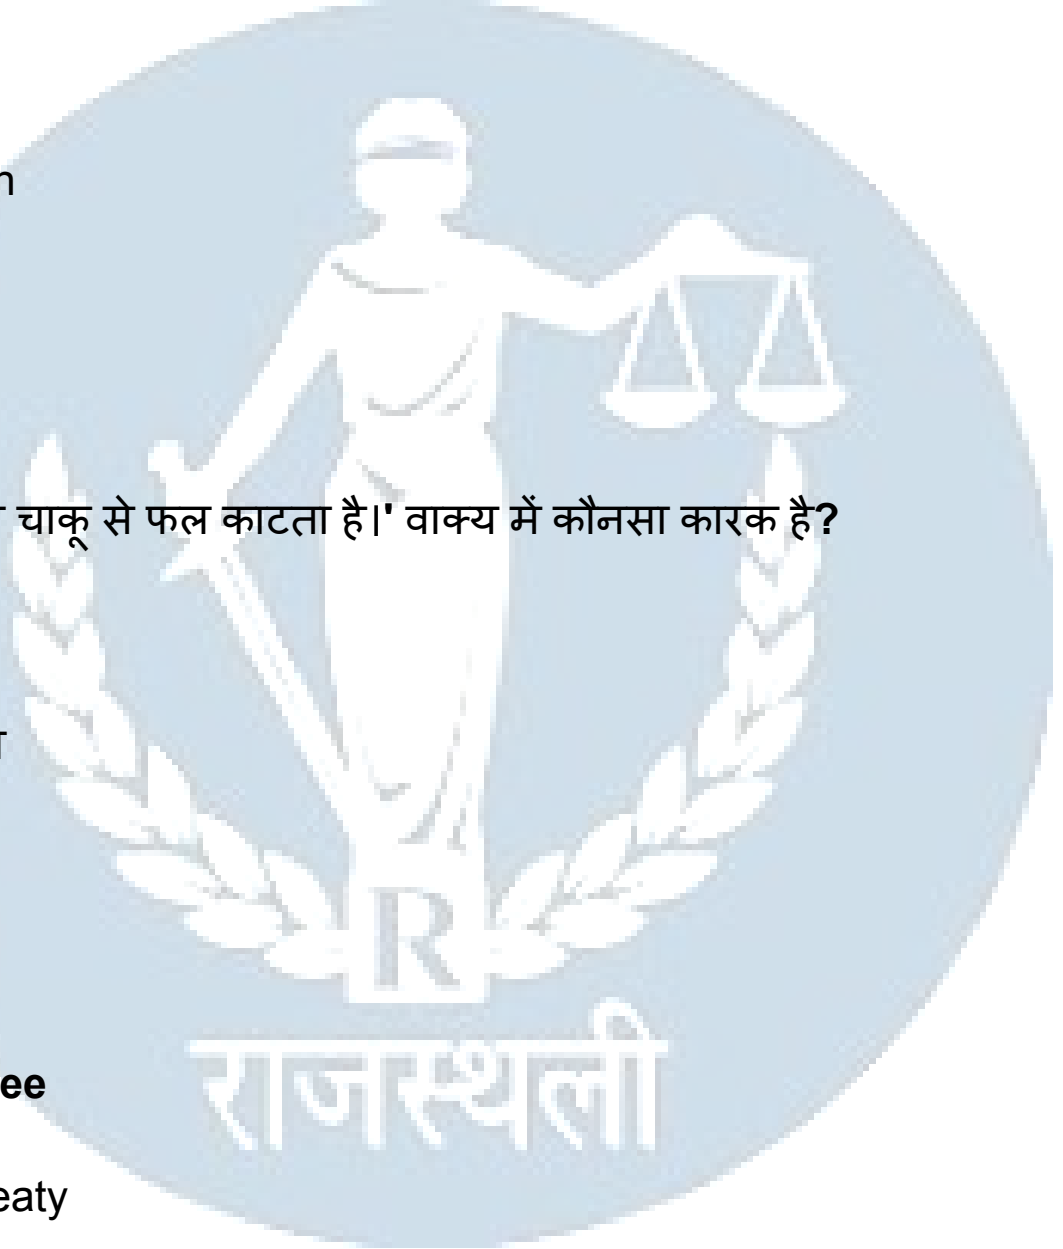 चाकू से फल काटता है।' वाक्य में कौनसा कारक है?
R
राजस्थली
ee
eaty